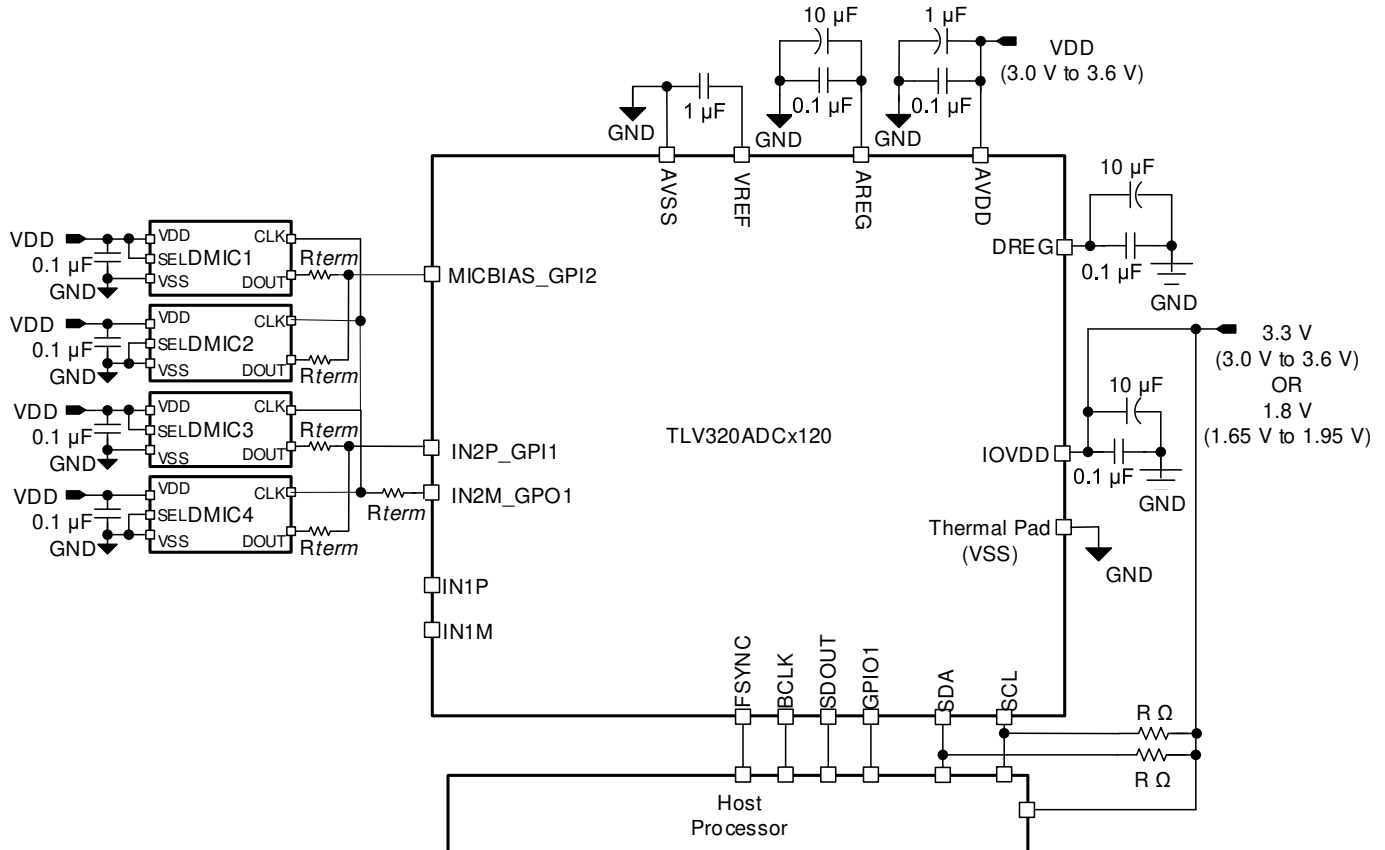 10 µF
1 µF
VDD
(3.0 V to 3.6 V)
1 µF
0.1 µF
0.1 µF
GND
GND
GND
AVSS
VREF
AREG
AVDD
10 µF
DREG
0.1 µF
GND
VDD
0.1 µF
GND
VDD
SEL
VSS
DMIC1
CLK
DOUT
Rterm
MICBIAS_GPI2
VDD
0.1 µF
GND
VDD
SEL
VSS
DMIC2
CLK
DOUT
Rterm
VDD
0.1 µF
GND
VDD
SEL
VSS
DMIC3
CLK
DOUT
Rterm
IN2P_GPI1
VDD
0.1 µF
GND
VDD
SEL
VSS
DMIC4
CLK
DOUT
Rterm
Rterm
IN2M_GPO1
IN1P
IN1M
TLV320ADCx120
3.3 V
(3.0 V to 3.6 V)
OR
1.8 V
(1.65 V to 1.95 V)
10 µF
IOVDD
0.1 µF
GND
Thermal Pad
(VSS)
GND
FSYNC
BCLK
SDOUT
GPIO1
SDA
SCL
R Ω
R Ω
Host
Processor